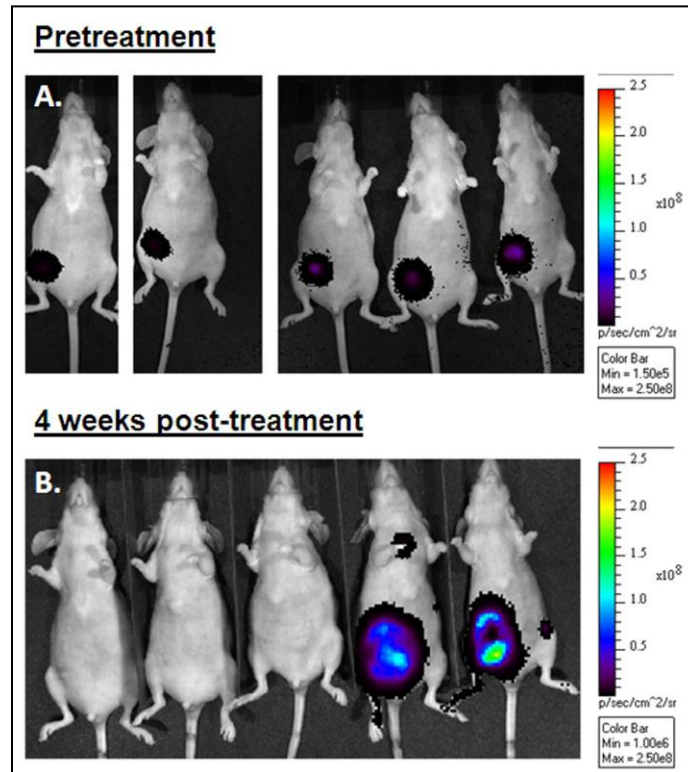 Pretreatment
A.
2.5
2.0
1.5
x10⁸
1.0
0.5
p/sec/cm^2/sr
Color Bar
Min = 1.50e5
Max = 2.50e8
4 weeks post-treatment
B.
2.5
2.0
1.5
x10⁸
1.0
0.5
p/sec/cm^2/sr
Color Bar
Min = 1.00e6
Max = 2.50e8